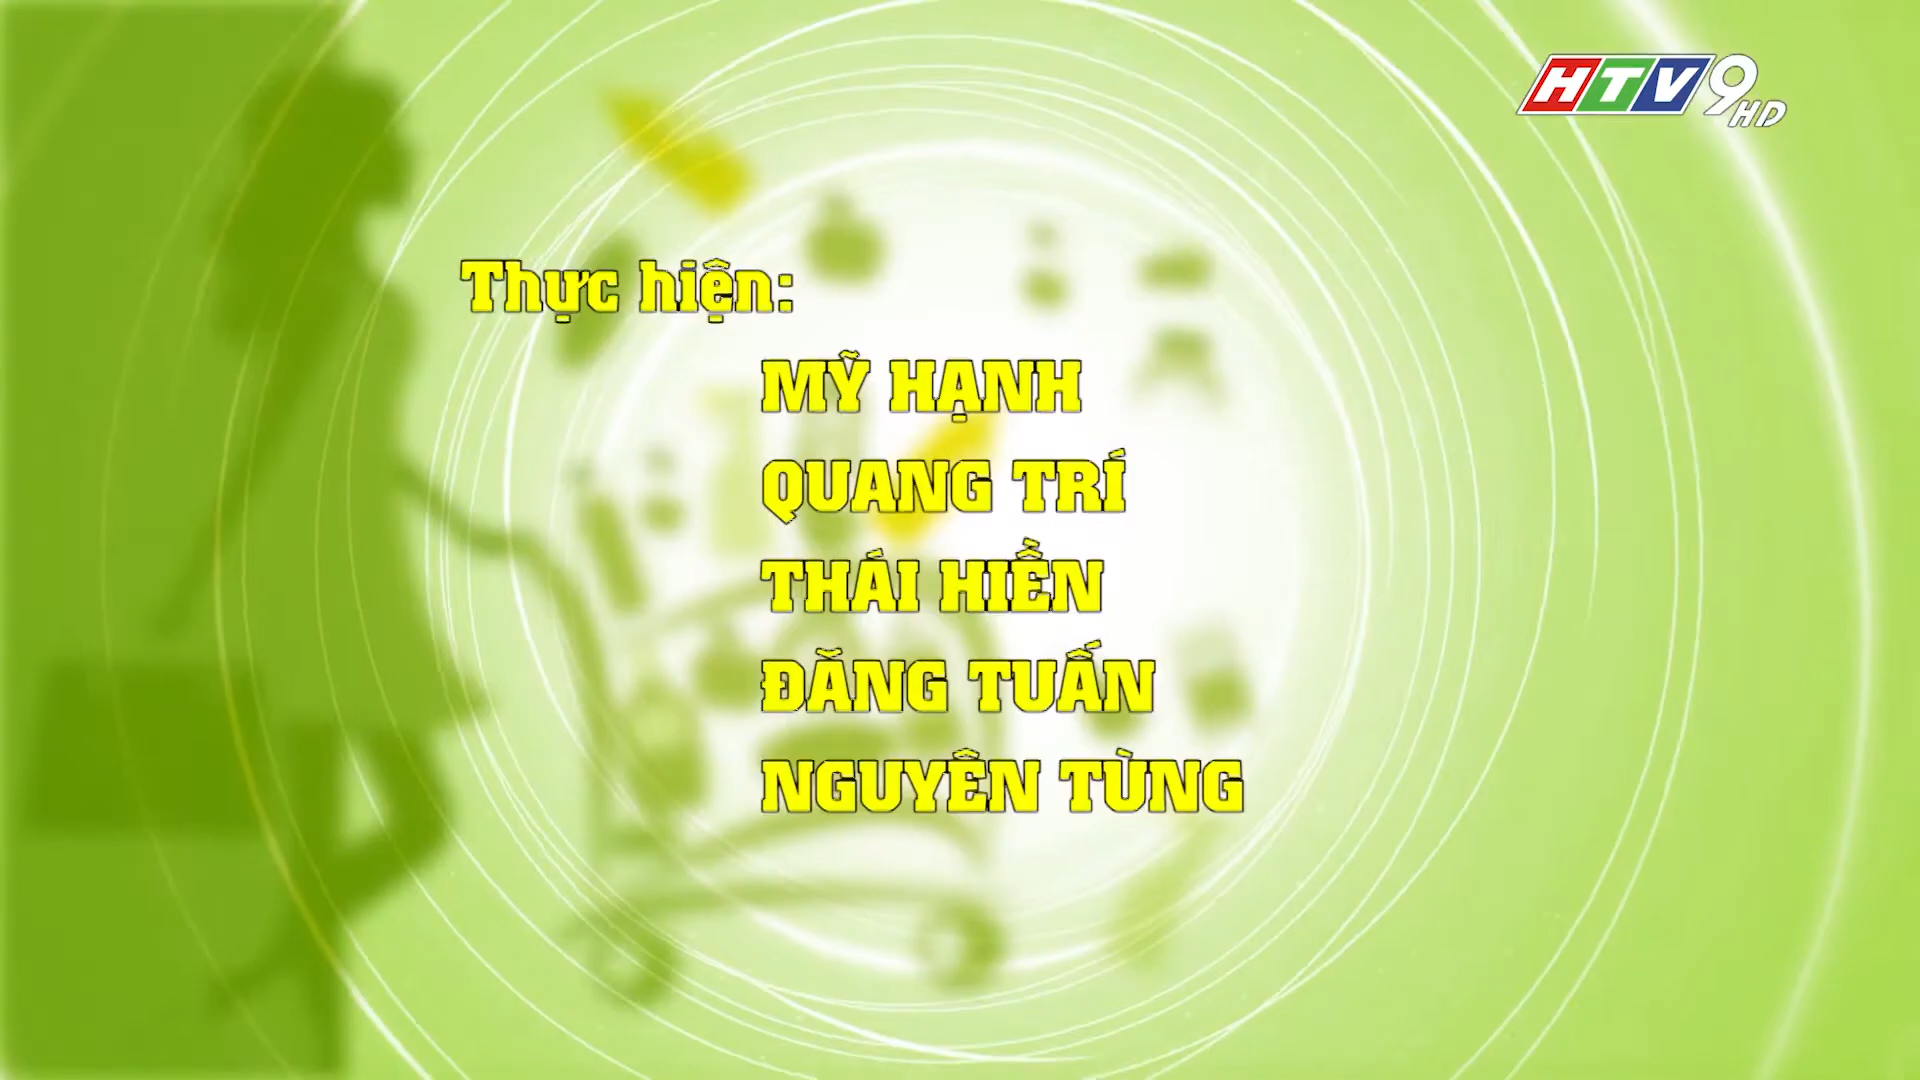 HTV9
HD
Thực hiện:
MỸ HẠNH
QUANG TRÍ
THÁI HIỀN
ĐĂNG TUẤN
NGUYÊN TÙNG